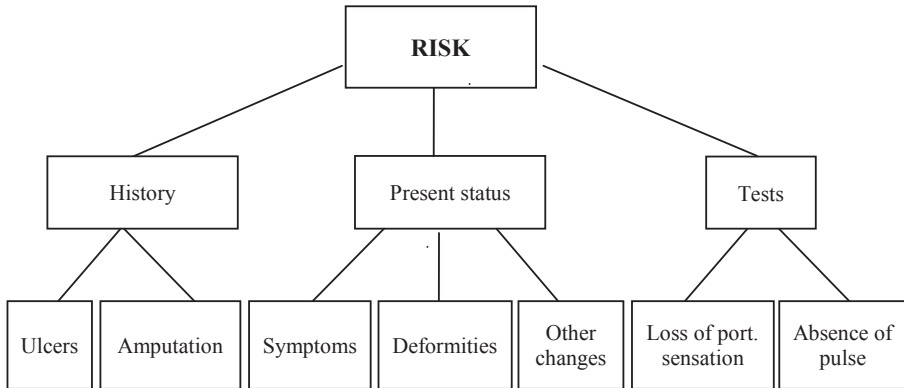 RISK
History
Present status
Tests
Ulcers
Amputation
Symptoms
Deformities
Other
changes
Loss of port.
sensation
Absence of
pulse